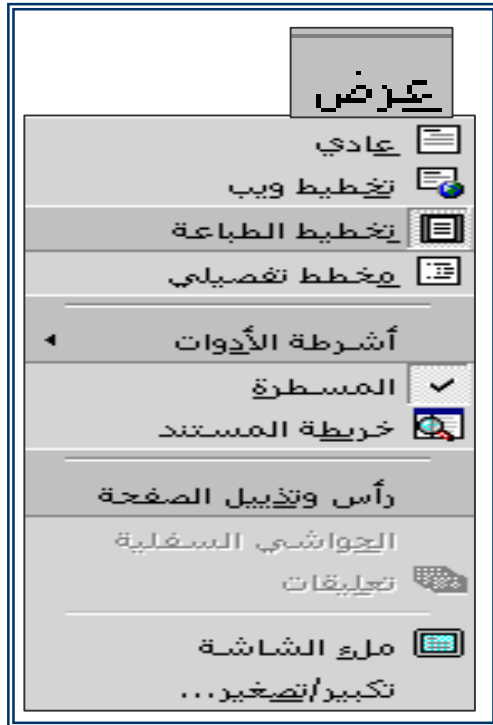 عرض
عادي
تخطيط ويب
تخطيط الطباعة
مخطط تفصيلي
أشرطة الأدوات
المسطرة
خريطة المستند
رأس وتذييل الصفحة
الحواشي السفلية
تعليقات
ملء الشاشة
تكبير/تصغير...